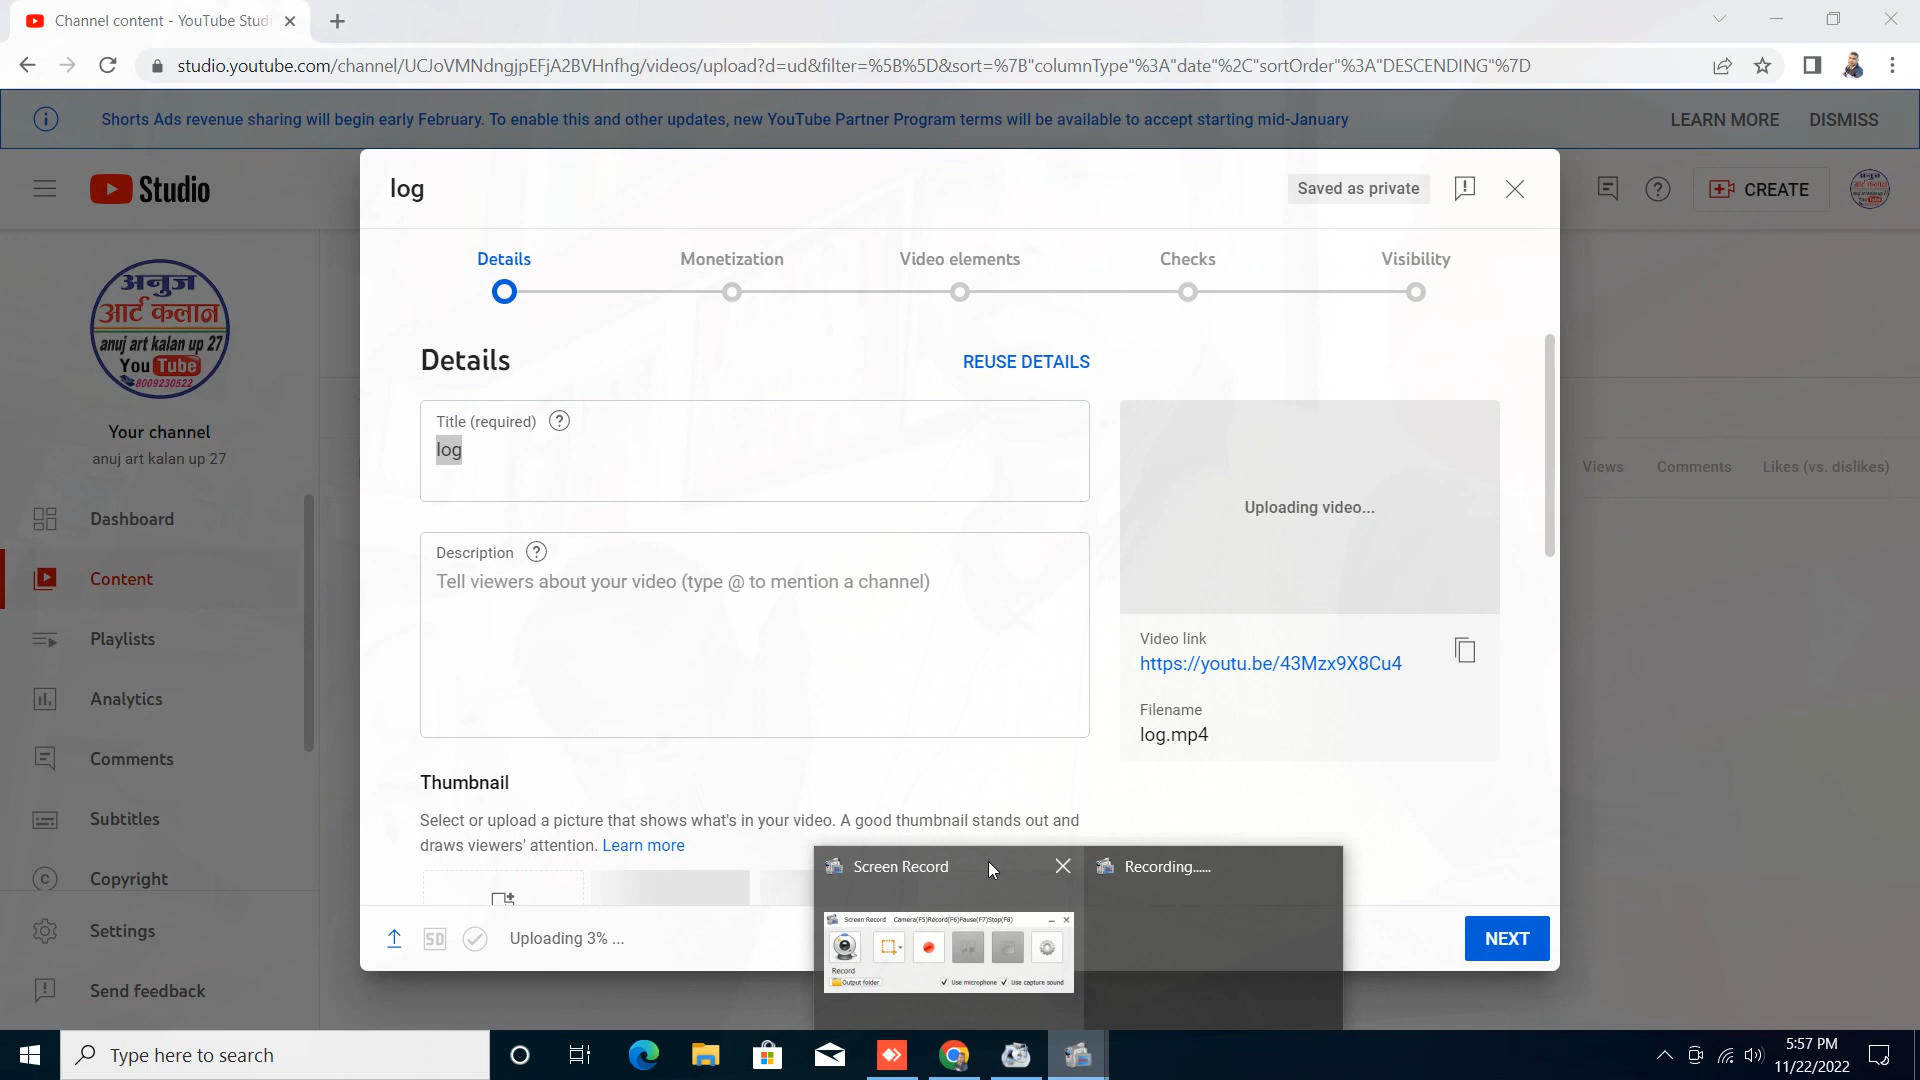 Channel content - YouTube Studi
studio.youtube.com/channel/UCJoVMNdngjpEFjA2BVHnfhg/videos/upload?d=ud&filter=%5B%5D&sort=%7B"columnType"%3A"date"%2C"sortOrder"%3A"DESCENDING"%7D
Shorts Ads revenue sharing will begin early February. To enable this and other updates, new YouTube Partner Program terms will be available to accept starting mid-January
LEARN MORE
DISMISS
Studio
log
Saved as private
CREATE
Details
Monetization
Video elements
Checks
Visibility
अनुज
आर्ट कलान
anuj art kalan up 27
You Tube
8009230522
Your channel
anuj art kalan up 27
Dashboard
Content
Playlists
Analytics
Comments
Subtitles
Copyright
Settings
Send feedback
Details
REUSE DETAILS
Title (required)
log
Description
Tell viewers about your video (type @ to mention a channel)
Uploading video...
Video link
https://youtu.be/43Mzx9X8Cu4
Filename
log.mp4
Views
Comments
Likes (vs. dislikes)
Thumbnail
Select or upload a picture that shows what's in your video. A good thumbnail stands out and
draws viewers' attention. Learn more
SD
Uploading 3% ...
Screen Record
Recording......
Screen Record Camera(F5)Record(F6)Pause(F7)Stop(F8)
Record
Output folder
Use microphone
Use capture sound
NEXT
Type here to search
5:57 PM
11/22/2022